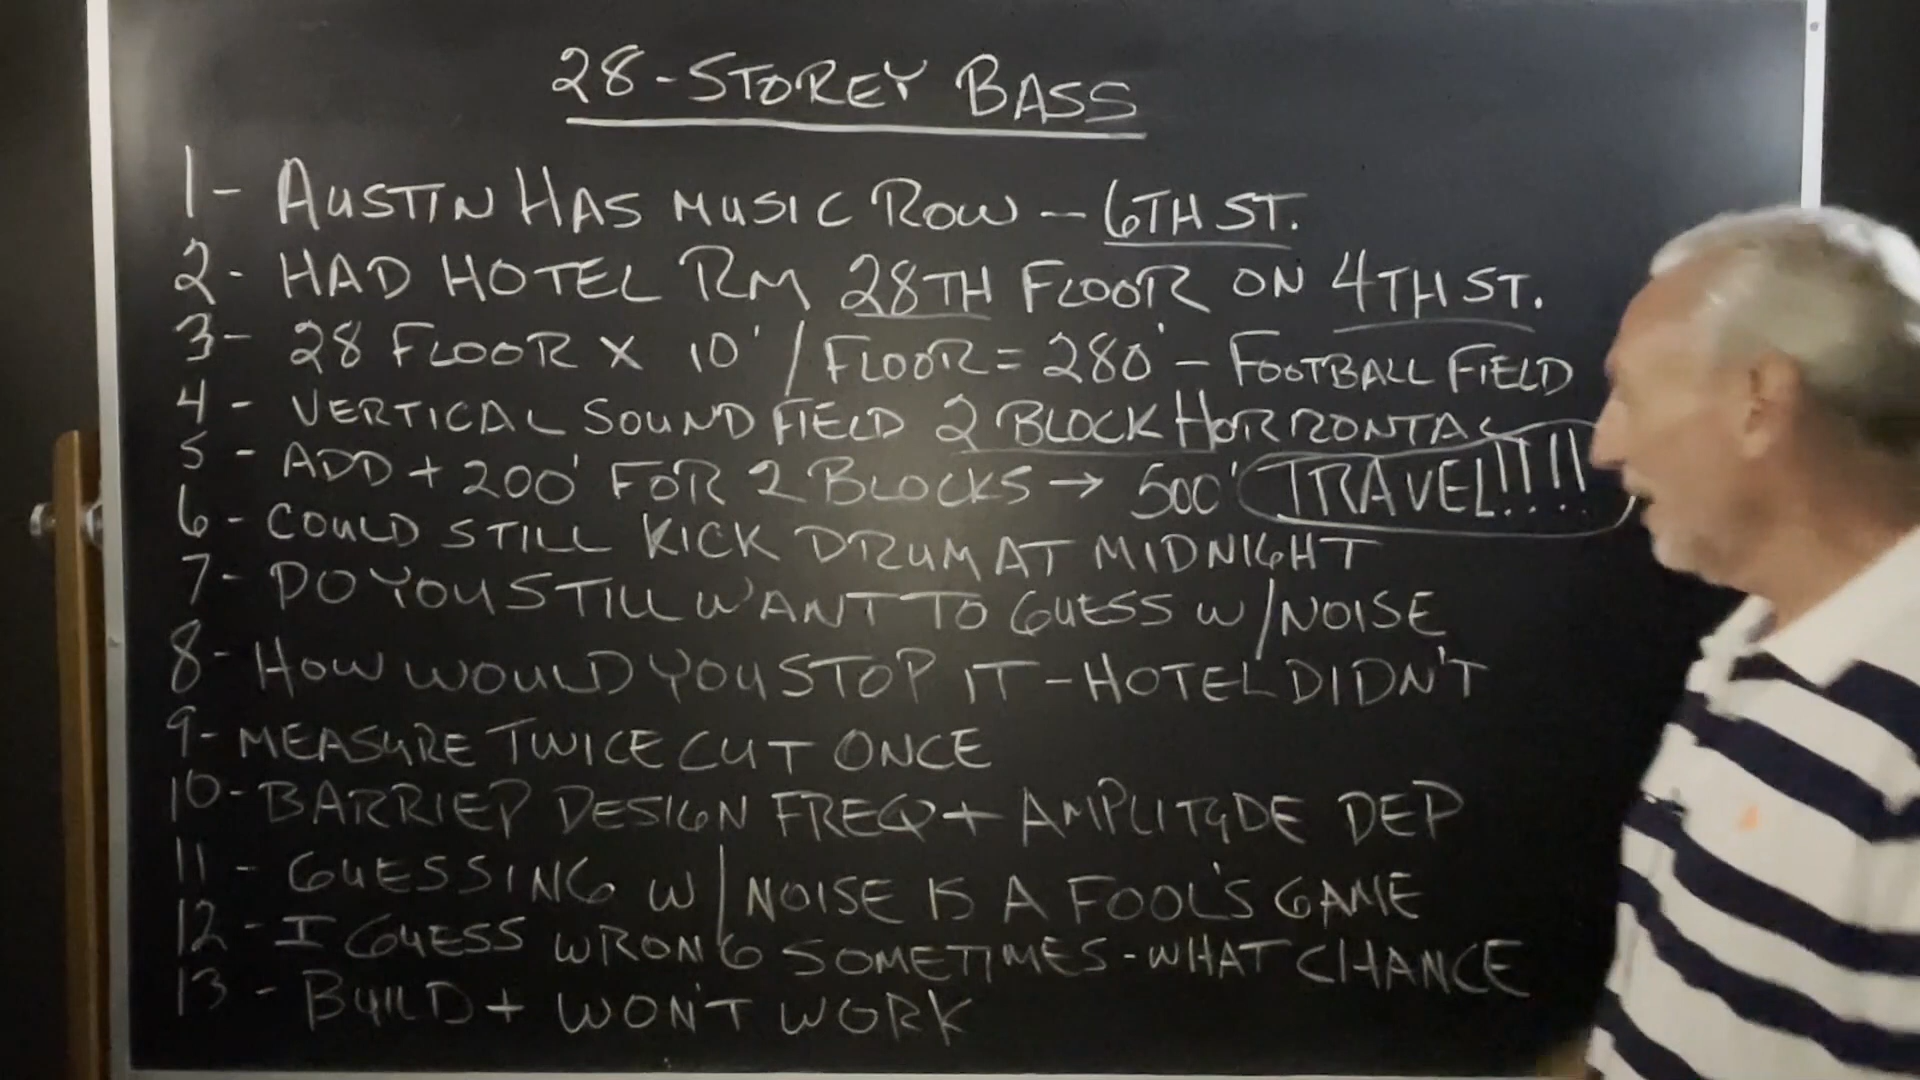 28-STOREY BASS
1- AUSTIN HAS MUSIC ROW - 6TH ST.
2- HAD HOTEL RM 28TH FLOOR ON 4TH ST.
3- 28 FLOOR X 10' / FLOOR = 280' - FOOTBALL FIELD
4- VERTICAL SOUND FIELD 2 BLOCK HORIZONTAL
5- ADD + 200' FOR 2 BLOCKS → 500' TRAVEL!!!!
6- COULD STILL KICK DRUM AT MIDNIGHT
7- DO YOU STILL WANT TO GUESS W/NOISE
8- HOW WOULD YOU STOP IT - HOTEL DIDN'T
9- MEASURE TWICE CUT ONCE
10- BARRIER DESIGN FREQ + AMPLITUDE DEP
11- GUESSING W/NOISE IS A FOOL'S GAME
12- I GUESS WRONG SOMETIMES - WHAT CHANCE
13- BUILD + WON'T WORK